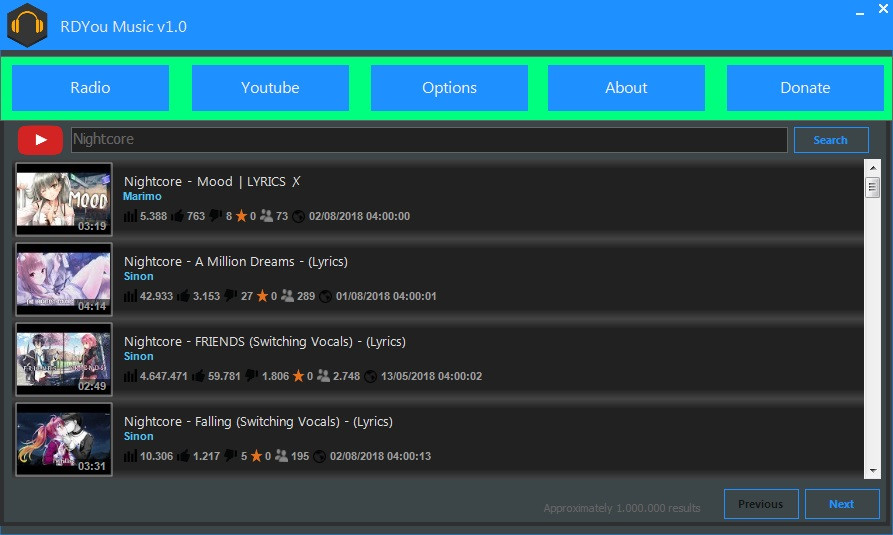 RDYou Music v1.0
Radio Youtube Options About Donate
Nightcore Search
Nightcore - Mood | LYRICS ✗
Marimo
MOOD
03:19
5.388 763 8 0 73 02/08/2018 04:00:00
Nightcore - A Million Dreams - (Lyrics)
Sinon
04:14
42.933 3.153 27 0 289 01/08/2018 04:00:01
Nightcore - FRIENDS (Switching Vocals) - (Lyrics)
Sinon
02:49
4.647.471 59.781 1.806 0 2.748 13/05/2018 04:00:02
Nightcore - Falling (Switching Vocals) - (Lyrics)
Sinon
03:31
10.306 1.217 5 0 195 02/08/2018 04:00:13
Approximately 1.000.000 results Previous Next